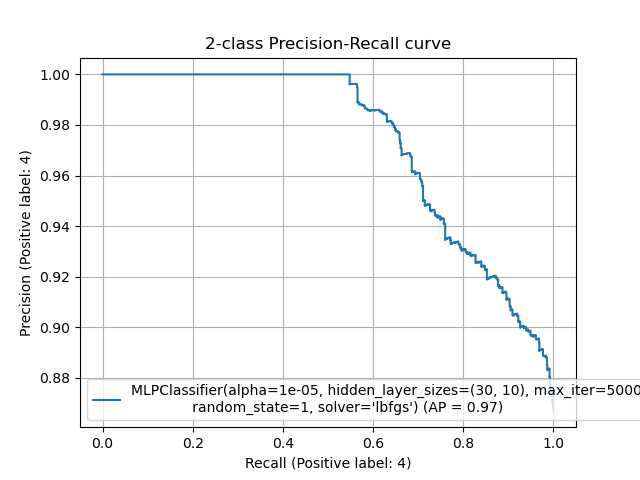 2-class Precision-Recall curve
1.00
0.98
0.96
0.94
0.92
0.90
0.88
Precision (Positive label: 4)
MLPClassifier(alpha=1e-05, hidden_layer_sizes=(30, 10), max_iter=5000
random_state=1, solver='lbfgs') (AP = 0.97)
0.0 0.2 0.4 0.6 0.8 1.0
Recall (Positive label: 4)